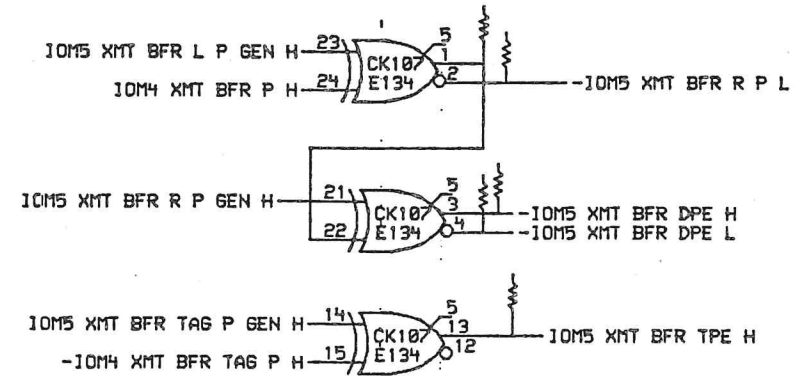 5
IOM5 XMT BFR L P GEN H 23 CK107 1
2
IOM4 XMT BFR P H 24 E134 -IOM5 XMT BFR R P L
5
IOM5 XMT BFR R P GEN H 21 CK107 3 -IOM5 XMT BFR DPE H
22 E134 4 -IOM5 XMT BFR DPE L
5
IOM5 XMT BFR TAG P GEN H 14 CK107 13 IOM5 XMT BFR TPE H
-IOM4 XMT BFR TAG P H 15 E134 12